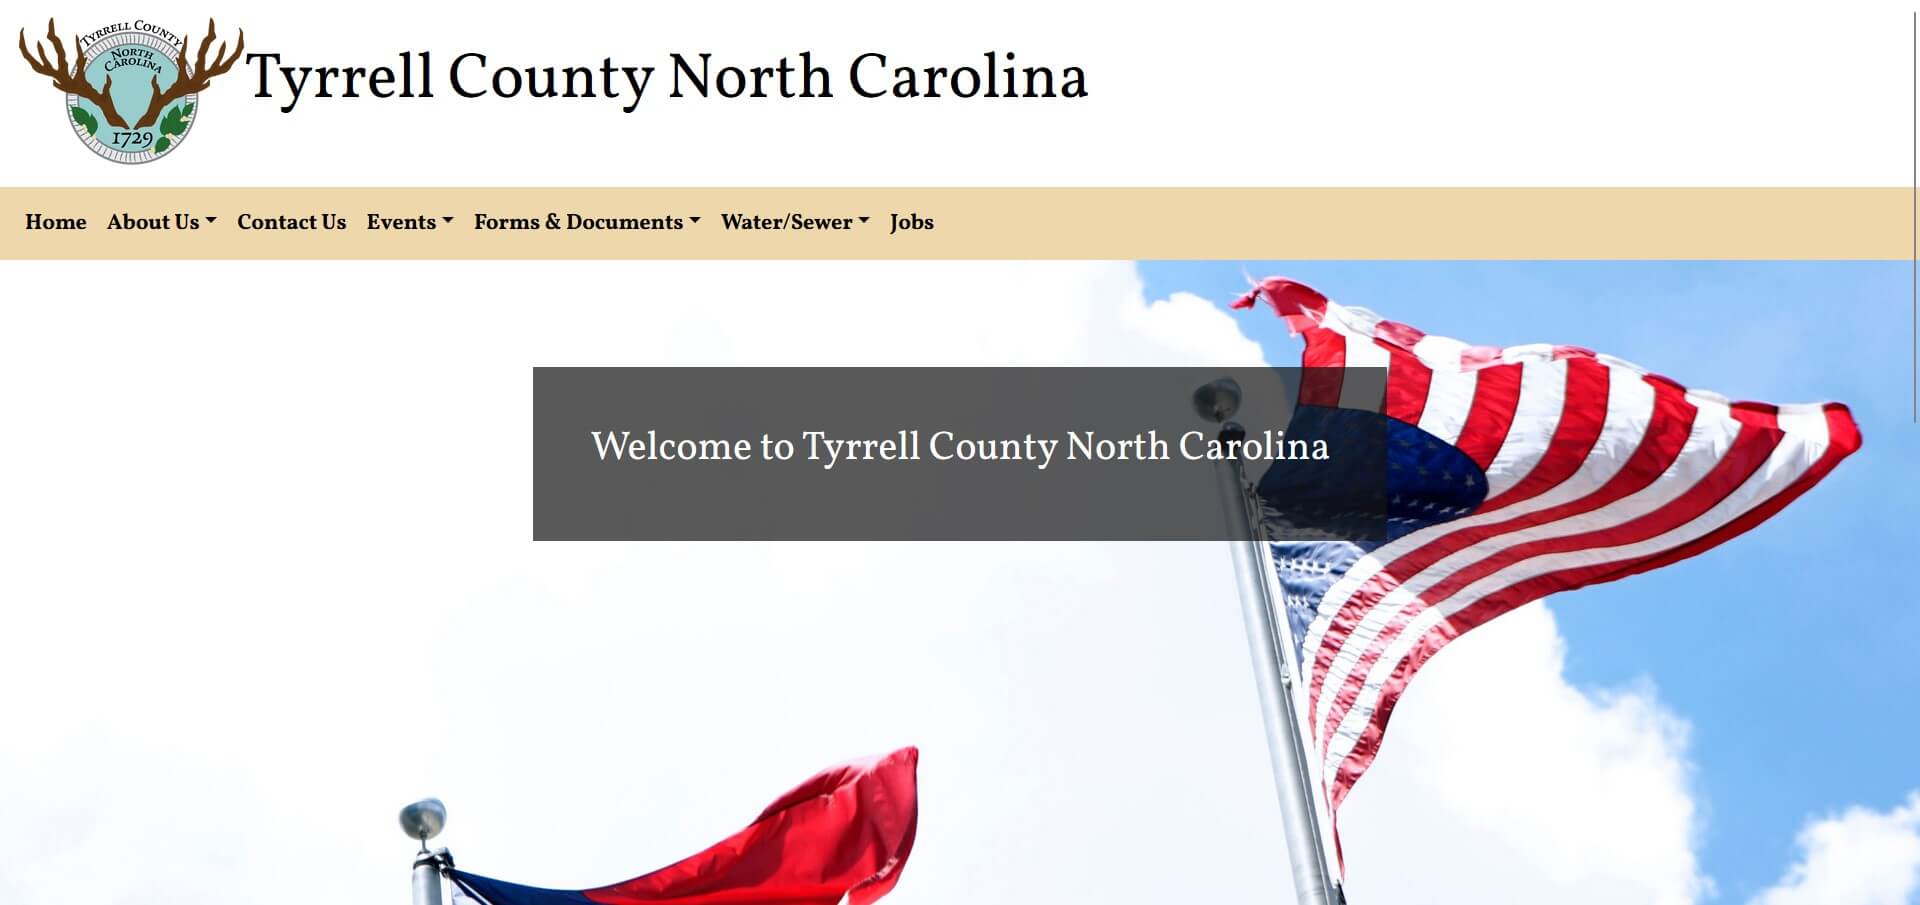 Tyrrell County
North
Carolina
1729
Tyrrell County North Carolina
Home About Us Contact Us Events Forms & Documents Water/Sewer Jobs
Welcome to Tyrrell County North Carolina